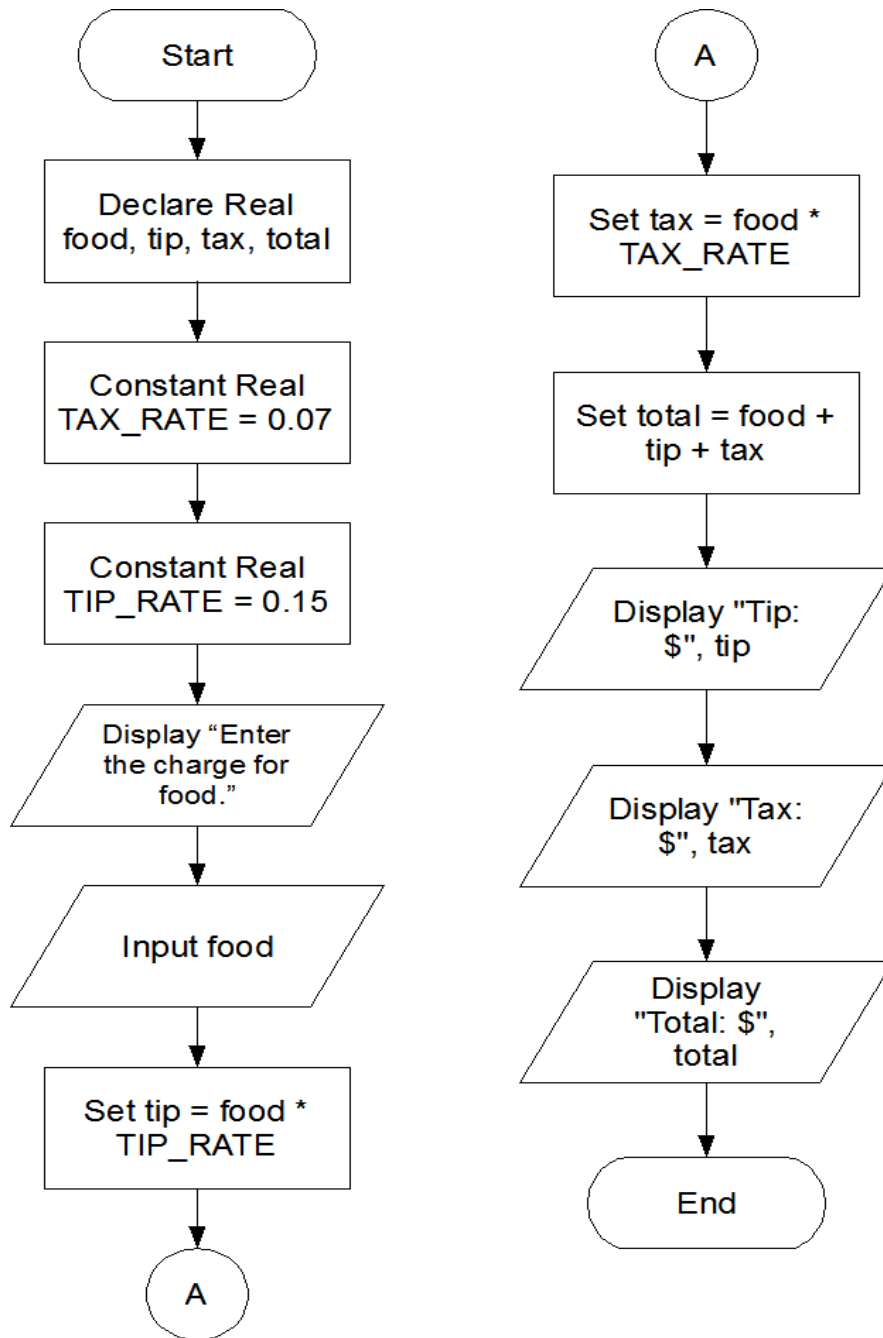 Start
Declare Real
food, tip, tax, total
Constant Real
TAX_RATE = 0.07
Constant Real
TIP_RATE = 0.15
Display “Enter
the charge for
food.”
Input food
Set tip = food *
TIP_RATE
A
A
Set tax = food *
TAX_RATE
Set total = food +
tip + tax
Display "Tip:
$", tip
Display "Tax:
$", tax
Display
"Total: $",
total
End